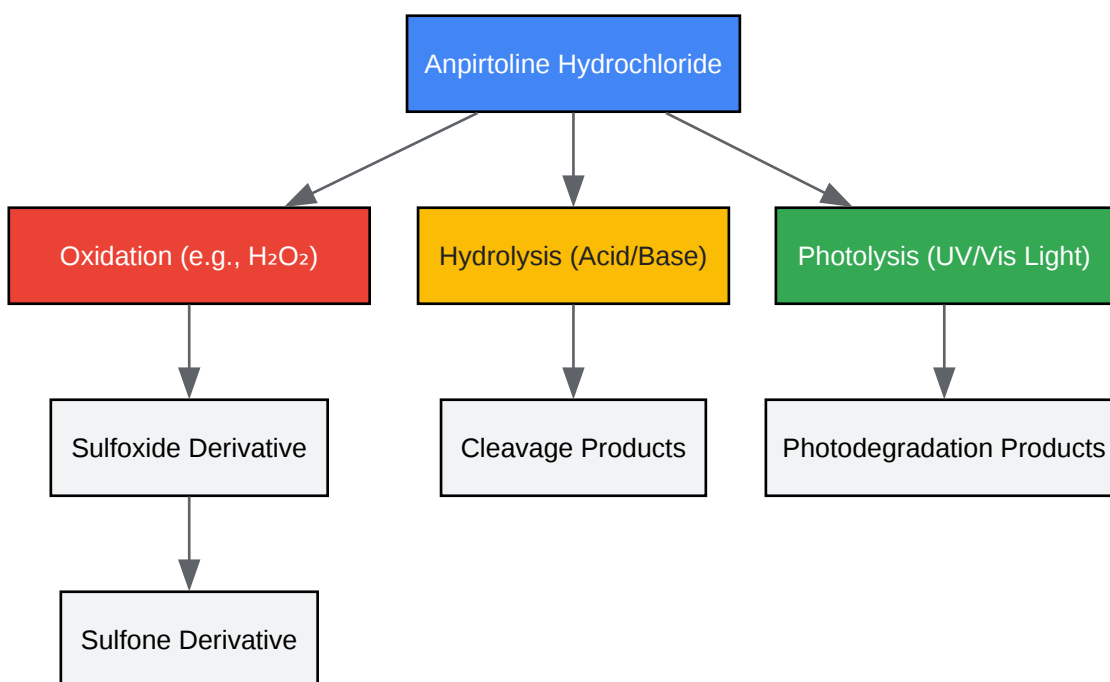 Anpirtoline Hydrochloride
Oxidation (e.g., H₂O₂)
Hydrolysis (Acid/Base)
Photolysis (UV/Vis Light)
Sulfoxide Derivative
Cleavage Products
Photodegradation Products
Sulfone Derivative